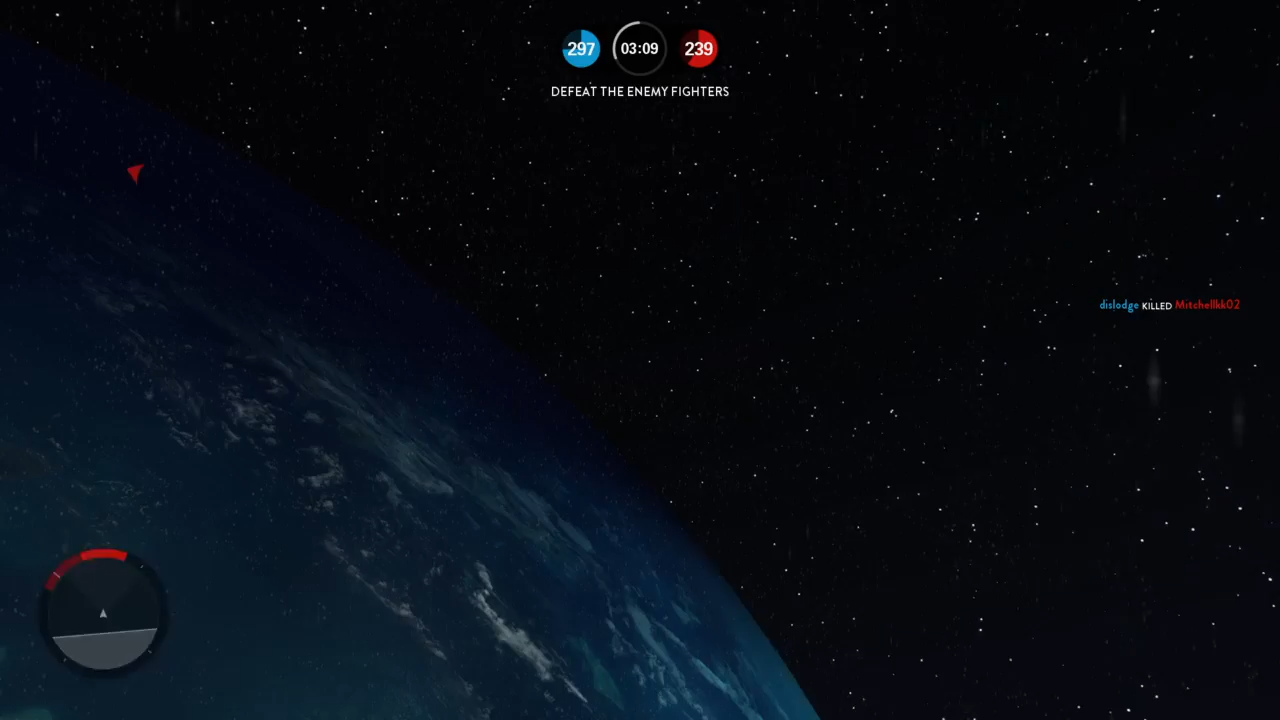 297 03:09 239
DEFEAT THE ENEMY FIGHTERS
dislodge KILLED Mitchellkk02